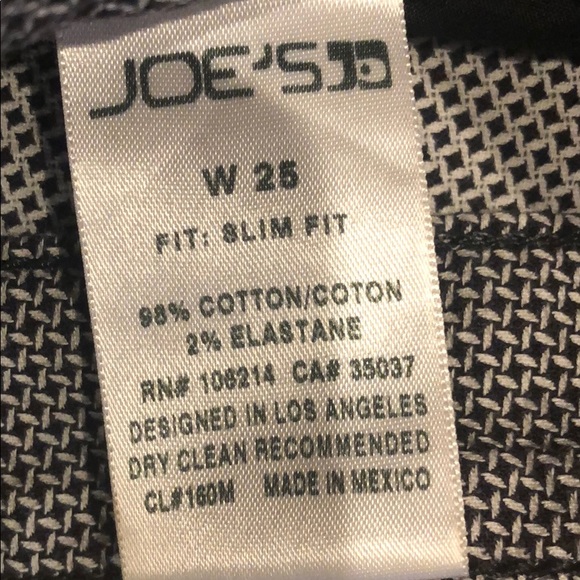 JOE'S
W 25
FIT: SLIM FIT
98% COTTON/COTON
2% ELASTANE
RN# 106214 CA# 35037
DESIGNED IN LOS ANGELES
DRY CLEAN RECOMMENDED
CL#160M MADE IN MEXICO